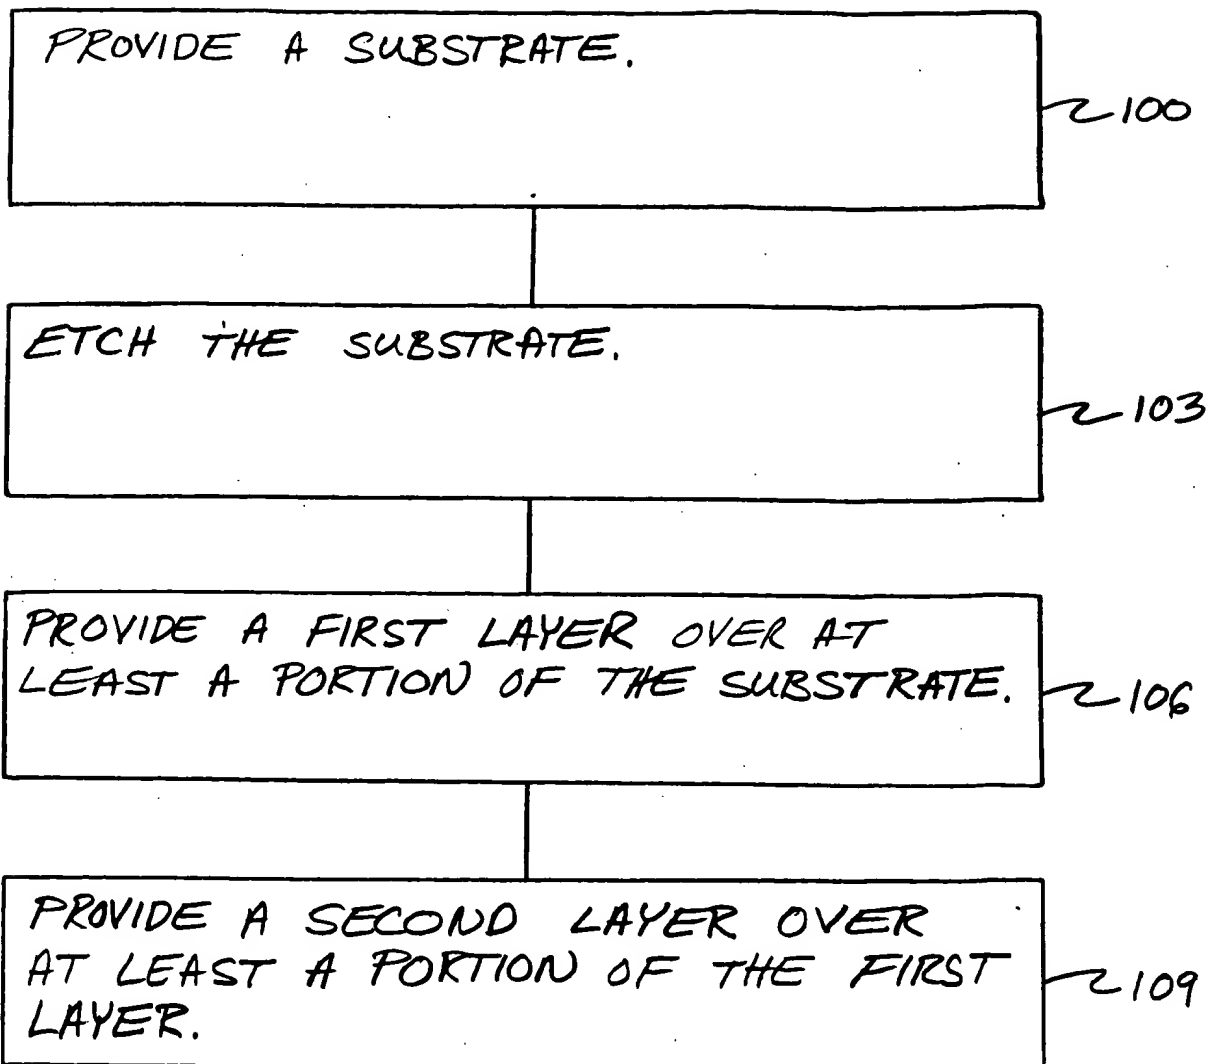 PROVIDE A SUBSTRATE.
100
ETCH THE SUBSTRATE.
103
PROVIDE A FIRST LAYER OVER AT
LEAST A PORTION OF THE SUBSTRATE.
106
PROVIDE A SECOND LAYER OVER
AT LEAST A PORTION OF THE FIRST
LAYER.
109